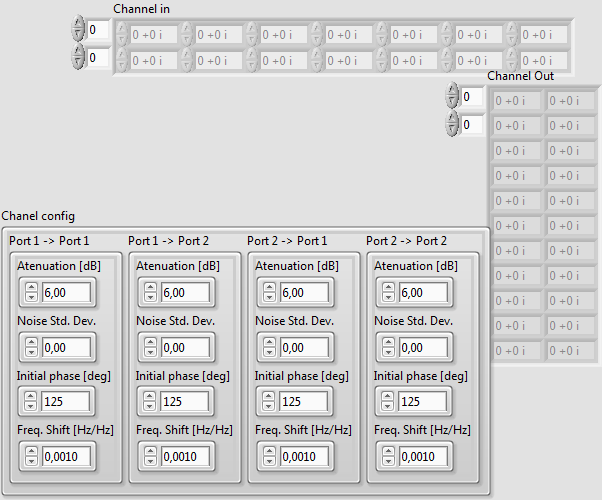 Channel in
0 0 +0 i 0 +0 i 0 +0 i 0 +0 i 0 +0 i 0 +0 i 0 +0 i
0 0 +0 i 0 +0 i 0 +0 i 0 +0 i 0 +0 i 0 +0 i 0 +0 i
Channel Out
0 0 +0 i 0 +0 i
0 0 +0 i 0 +0 i
0 +0 i 0 +0 i
0 +0 i 0 +0 i
0 +0 i 0 +0 i
0 +0 i 0 +0 i
0 +0 i 0 +0 i
0 +0 i 0 +0 i
0 +0 i 0 +0 i
0 +0 i 0 +0 i
0 +0 i 0 +0 i
Chanel config
Port 1 -> Port 1 Port 1 -> Port 2 Port 2 -> Port 1 Port 2 -> Port 2
Atenuation [dB] Atenuation [dB] Atenuation [dB] Atenuation [dB]
6,00 6,00 6,00 6,00
Noise Std. Dev. Noise Std. Dev. Noise Std. Dev. Noise Std. Dev.
0,00 0,00 0,00 0,00
Initial phase [deg] Initial phase [deg] Initial phase [deg] Initial phase [deg]
125 125 125 125
Freq. Shift [Hz/Hz] Freq. Shift [Hz/Hz] Freq. Shift [Hz/Hz] Freq. Shift [Hz/Hz]
0,0010 0,0010 0,0010 0,0010